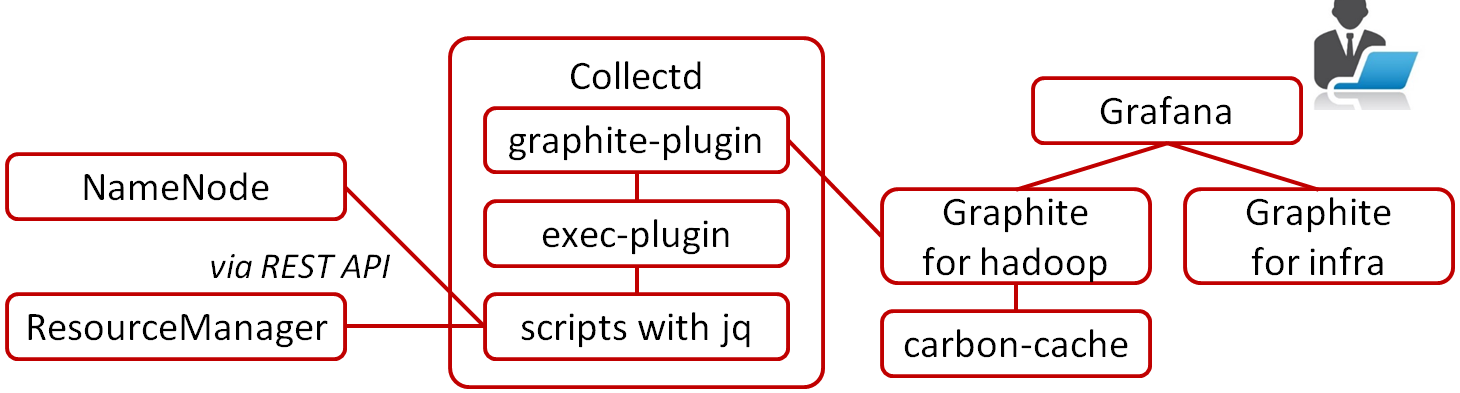 Collectd
graphite-plugin
exec-plugin
scripts with jq
NameNode
via REST API
ResourceManager
Grafana
Graphite
for hadoop
Graphite
for infra
carbon-cache